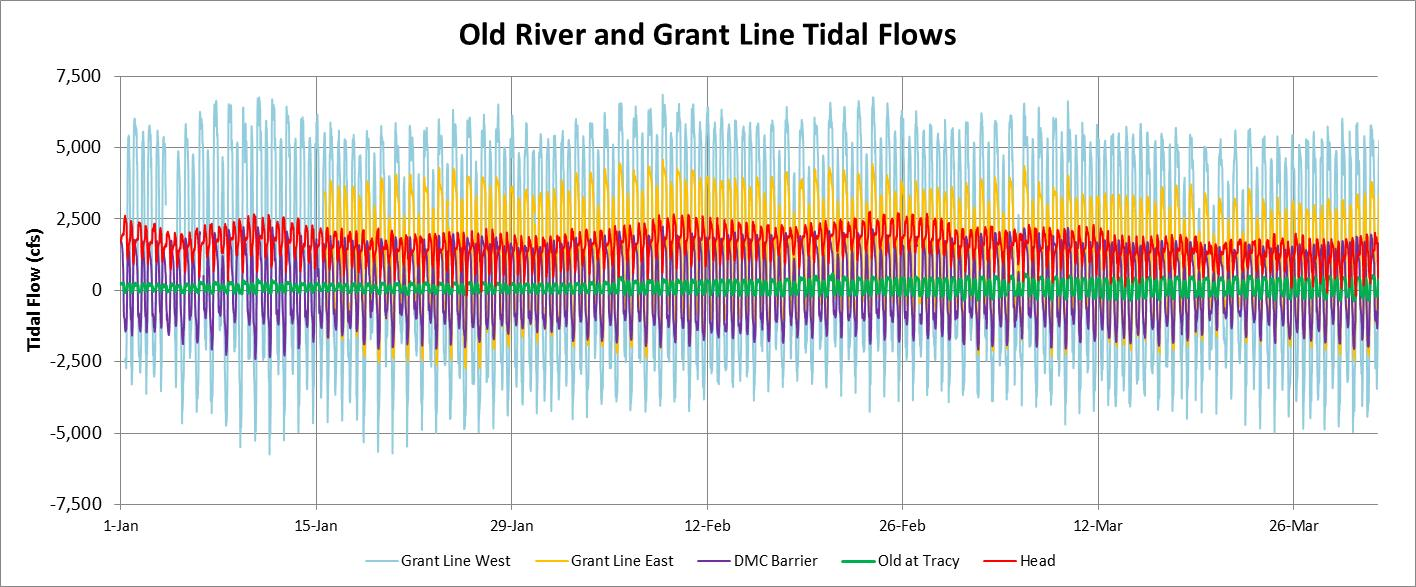 Old River and Grant Line Tidal Flows
Tidal Flow (cfs)
7,500
5,000
2,500
0
-2,500
-5,000
-7,500
1-Jan 15-Jan 29-Jan 12-Feb 26-Feb 12-Mar 26-Mar
Grant Line West Grant Line East DMC Barrier Old at Tracy Head